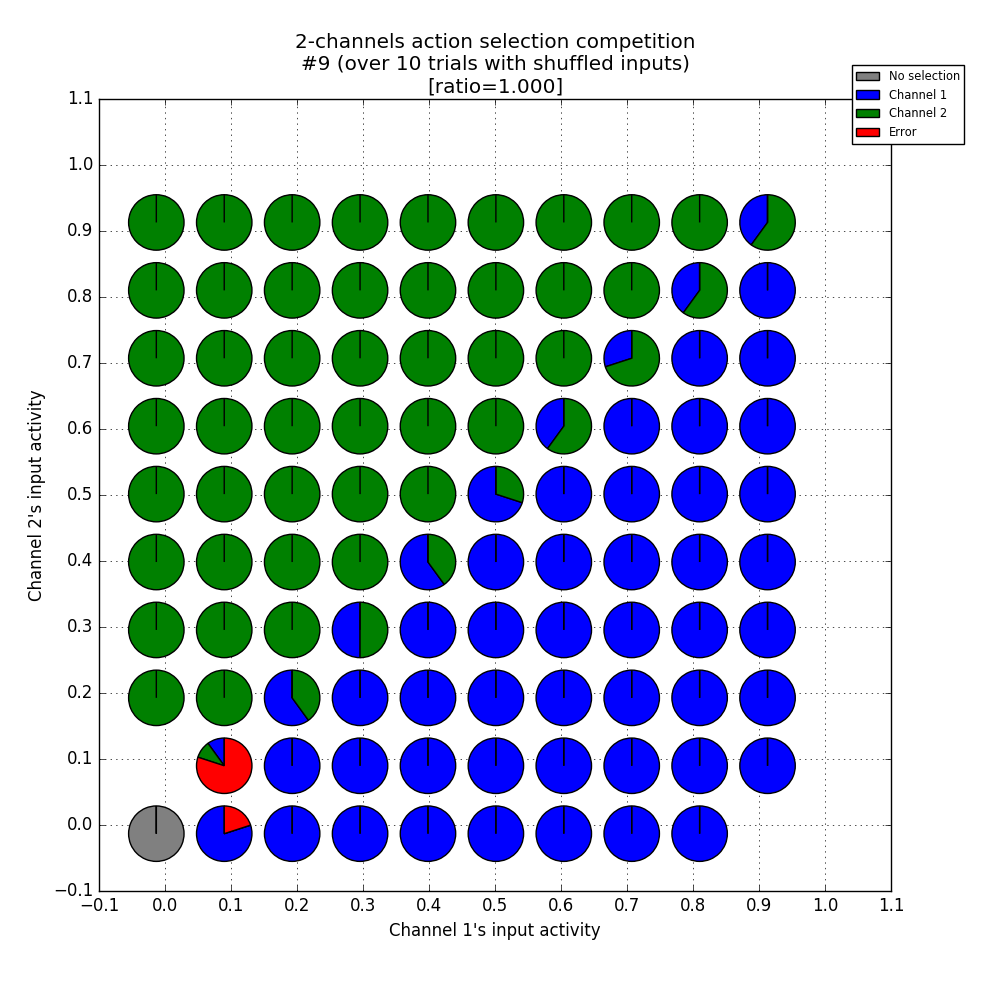 2-channels action selection competition
#9 (over 10 trials with shuffled inputs)
[ratio=1.000]
No selection
Channel 1
Channel 2
Error
1.1
1.0
0.9
0.8
0.7
0.6
0.5
0.4
0.3
0.2
0.1
0.0
−0.1
Channel 2's input activity
−0.1 0.0 0.1 0.2 0.3 0.4 0.5 0.6 0.7 0.8 0.9 1.0 1.1
Channel 1's input activity